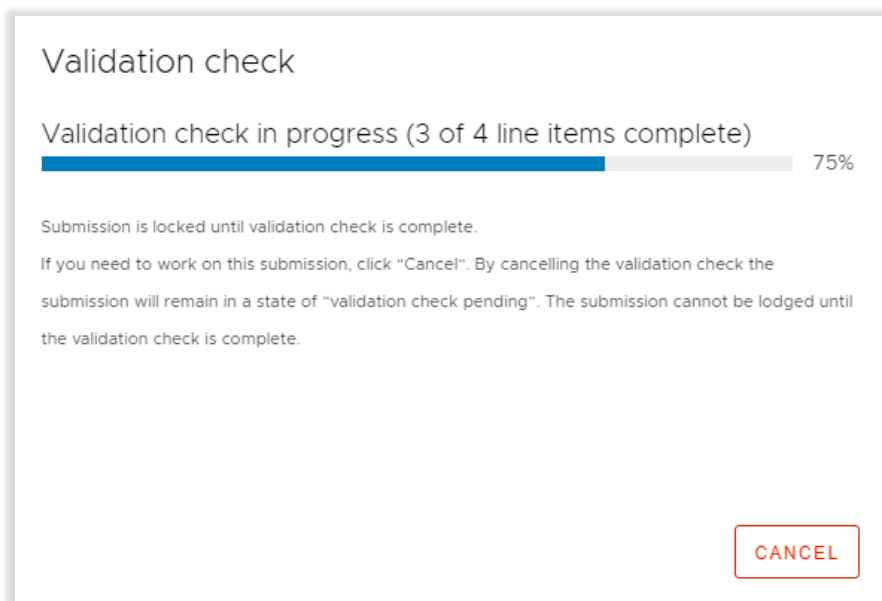 Validation check
Validation check in progress (3 of 4 line items complete)
75%
Submission is locked until validation check is complete.
If you need to work on this submission, click “Cancel”. By cancelling the validation check the
submission will remain in a state of “validation check pending”. The submission cannot be lodged until
the validation check is complete.
CANCEL